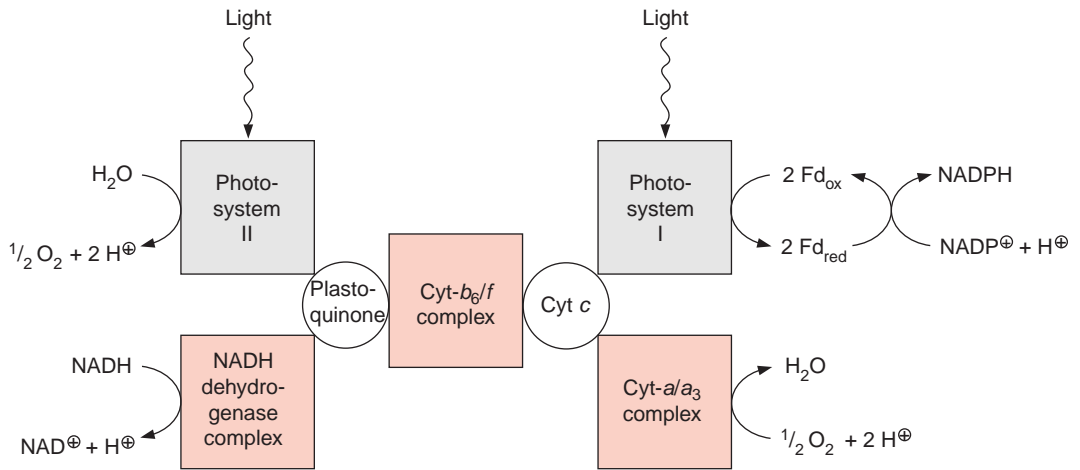 Light
Light
H₂O
½ O₂ + 2 H⊕
Photo-
system
II
Photo-
system
I
2 Fdox
2 Fdred
NADPH
NADP⊕ + H⊕
Plasto-
quinone
Cyt-b₆/f
complex
Cyt c
NADH
NAD⊕ + H⊕
NADH
dehydro-
genase
complex
Cyt-a/a₃
complex
H₂O
½ O₂ + 2 H⊕